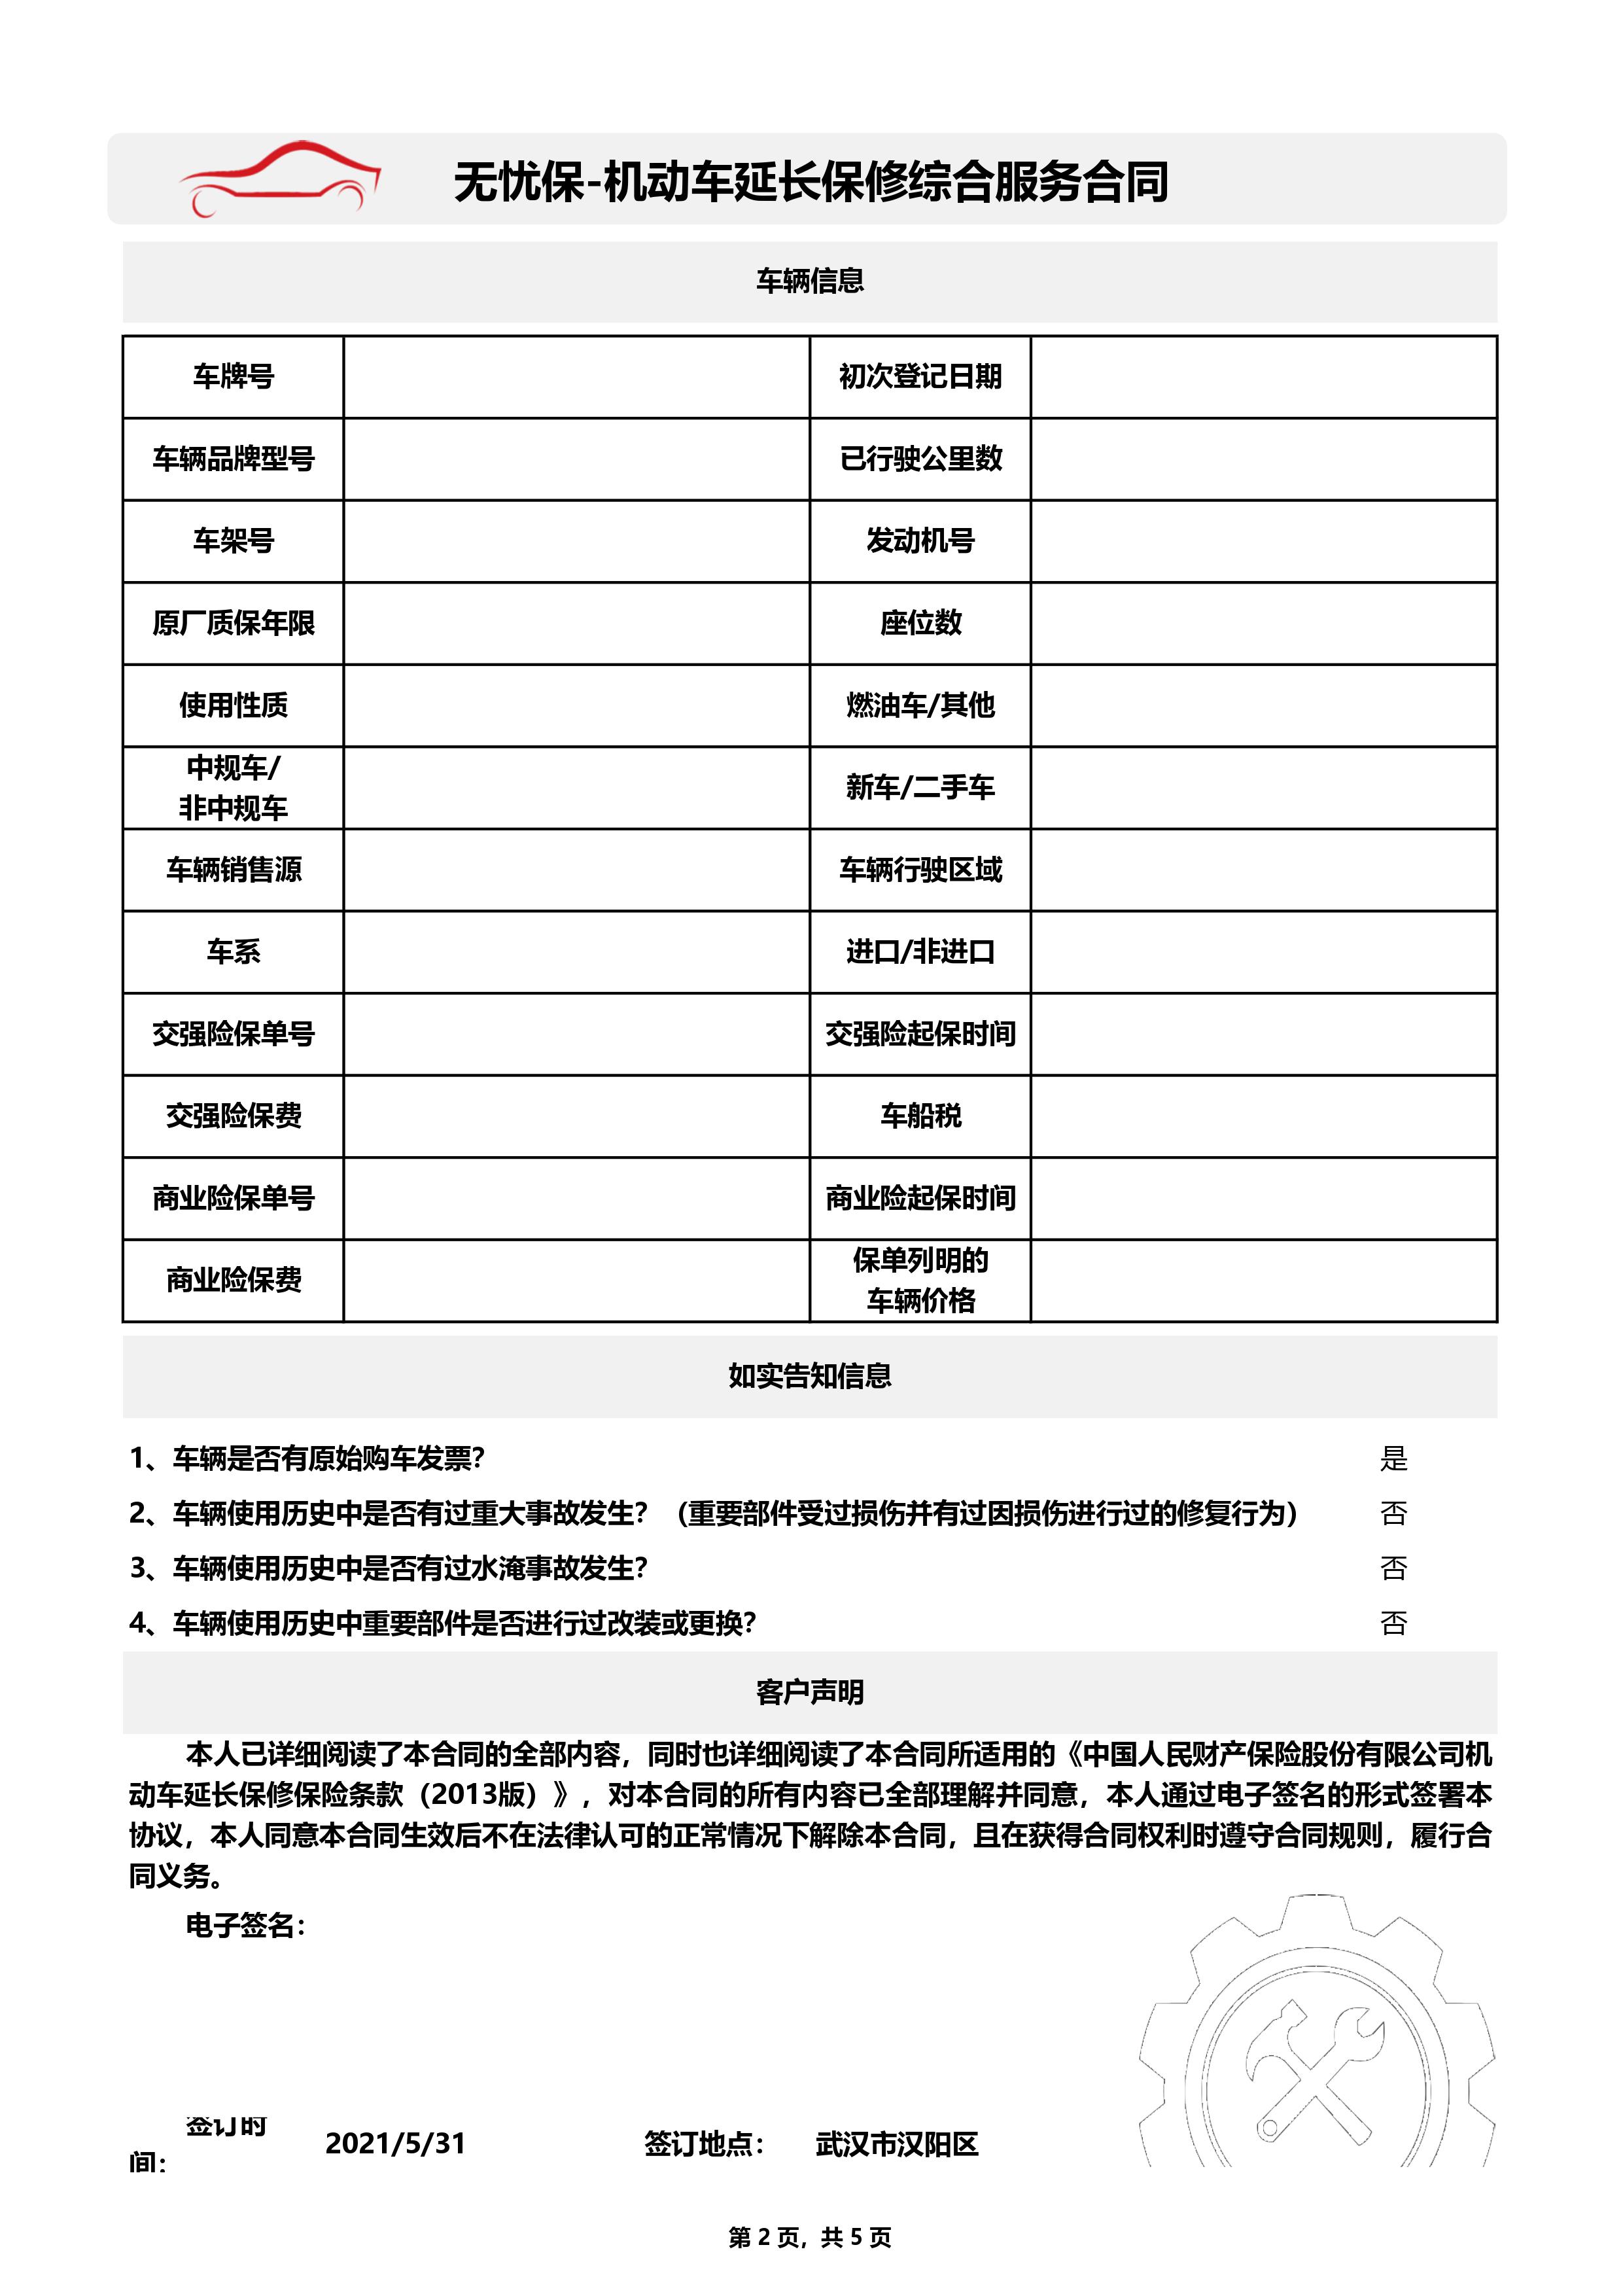 无忧保-机动车延长保修综合服务合同
车辆信息
车牌号 初次登记日期
车辆品牌型号 已行驶公里数
车架号 发动机号
原厂质保年限 座位数
使用性质 燃油车/其他
中规车/
非中规车 新车/二手车
车辆销售源 车辆行驶区域
车系 进口/非进口
交强险保单号 交强险起保时间
交强险保费 车船税
商业险保单号 商业险起保时间
商业险保费 保单列明的
车辆价格
如实告知信息
1、车辆是否有原始购车发票? 是
2、车辆使用历史中是否有过重大事故发生？（重要部件受过损伤并有过因损伤进行过的修复行为） 否
3、车辆使用历史中是否有过水淹事故发生? 否
4、车辆使用历史中重要部件是否进行过改装或更换? 否
客户声明
本人已详细阅读了本合同的全部内容，同时也详细阅读了本合同所适用的《中国人民财产保险股份有限公司机
动车延长保修保险条款（2013版）》，对本合同的所有内容已全部理解并同意，本人通过电子签名的形式签署本
协议，本人同意本合同生效后不在法律认可的正常情况下解除本合同，且在获得合同权利时遵守合同规则，履行合
同义务。
电子签名：
签订时
间： 2021/5/31 签订地点： 武汉市汉阳区
第 2 页, 共 5 页